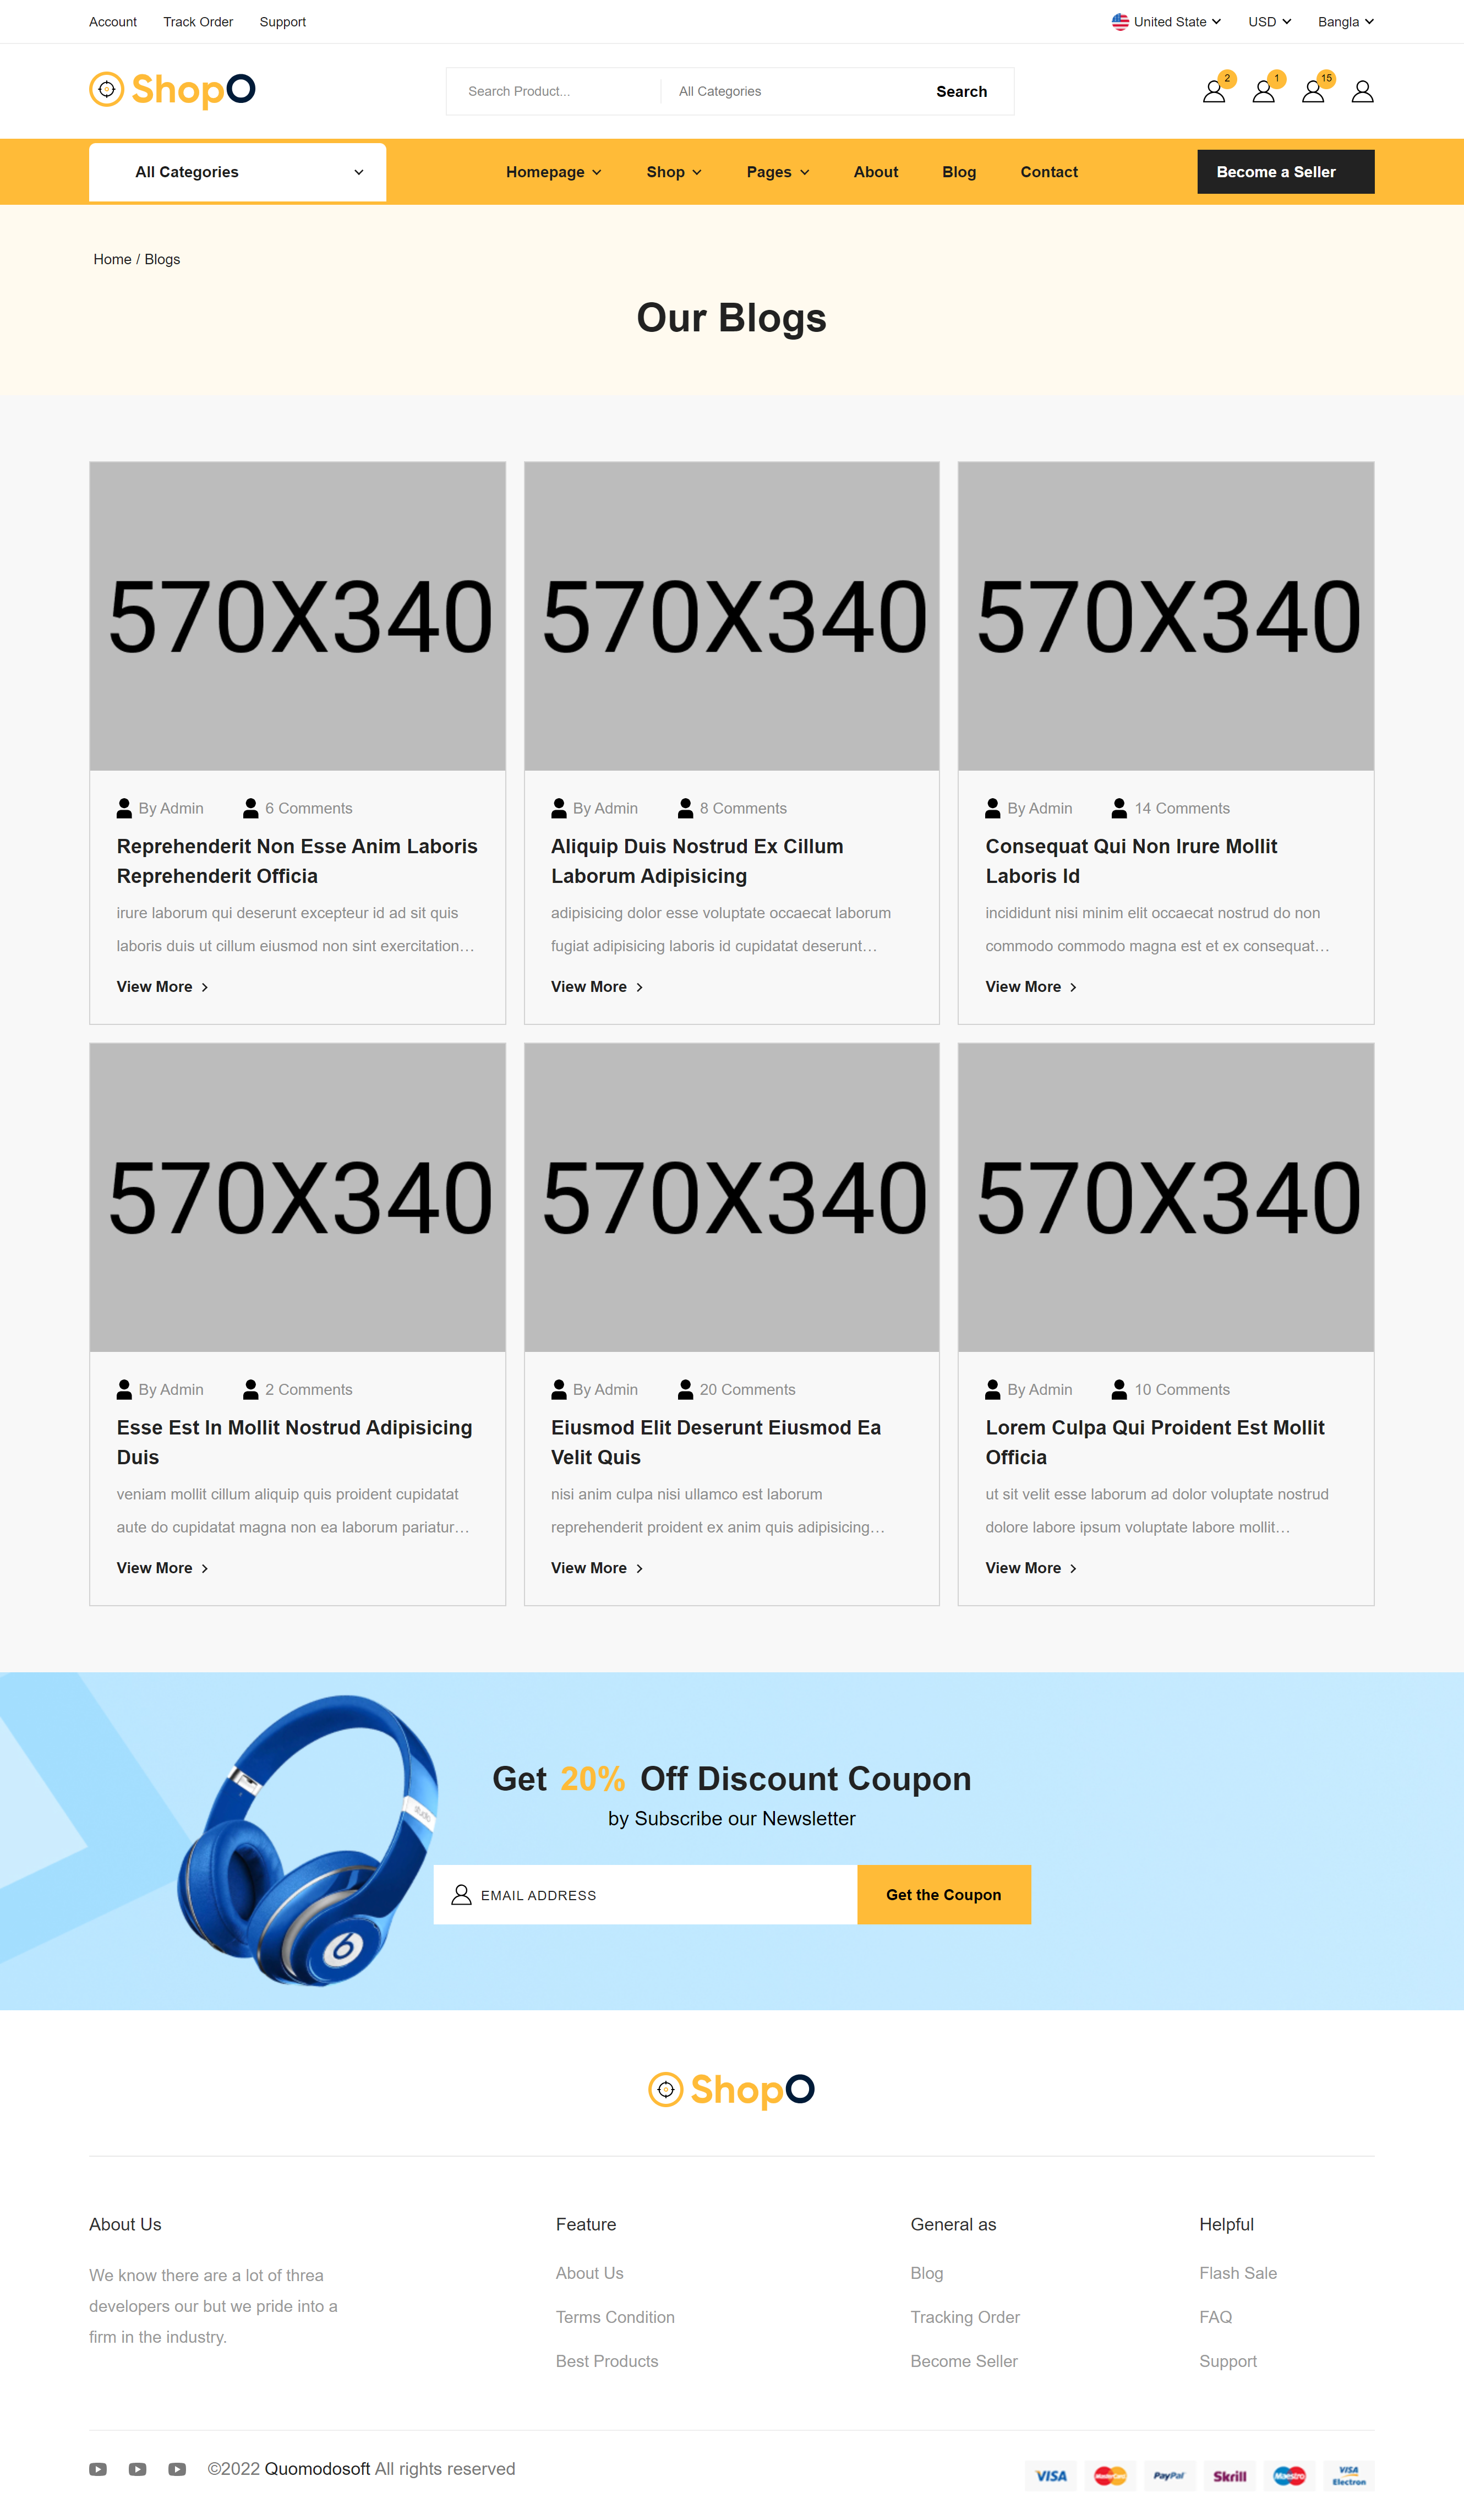 Account Track Order Support United State USD Bangla
ShopO Search Product... All Categories Search 2 1 15
All Categories Homepage Shop Pages About Blog Contact Become a Seller
Home / Blogs
Our Blogs
570X340 570X340 570X340
By Admin 6 Comments
Reprehenderit Non Esse Anim Laboris
Reprehenderit Officia
irure laborum qui deserunt excepteur id ad sit quis
laboris duis ut cillum eiusmod non sint exercitation…
View More
By Admin 8 Comments
Aliquip Duis Nostrud Ex Cillum
Laborum Adipisicing
adipisicing dolor esse voluptate occaecat laborum
fugiat adipisicing laboris id cupidatat deserunt…
View More
By Admin 14 Comments
Consequat Qui Non Irure Mollit
Laboris Id
incididunt nisi minim elit occaecat nostrud do non
commodo commodo magna est et ex consequat…
View More
570X340 570X340 570X340
By Admin 2 Comments
Esse Est In Mollit Nostrud Adipisicing
Duis
veniam mollit cillum aliquip quis proident cupidatat
aute do cupidatat magna non ea laborum pariatur…
View More
By Admin 20 Comments
Eiusmod Elit Deserunt Eiusmod Ea
Velit Quis
nisi anim culpa nisi ullamco est laborum
reprehenderit proident ex anim quis adipisicing…
View More
By Admin 10 Comments
Lorem Culpa Qui Proident Est Mollit
Officia
ut sit velit esse laborum ad dolor voluptate nostrud
dolore labore ipsum voluptate labore mollit…
View More
Get 20% Off Discount Coupon
by Subscribe our Newsletter
EMAIL ADDRESS Get the Coupon
ShopO
About Us
We know there are a lot of threa
developers our but we pride into a
firm in the industry.
Feature
About Us
Terms Condition
Best Products
General as
Blog
Tracking Order
Become Seller
Helpful
Flash Sale
FAQ
Support
©2022 Quomodosoft All rights reserved
VISA MasterCard PayPal Skrill Maestro VISA Electron